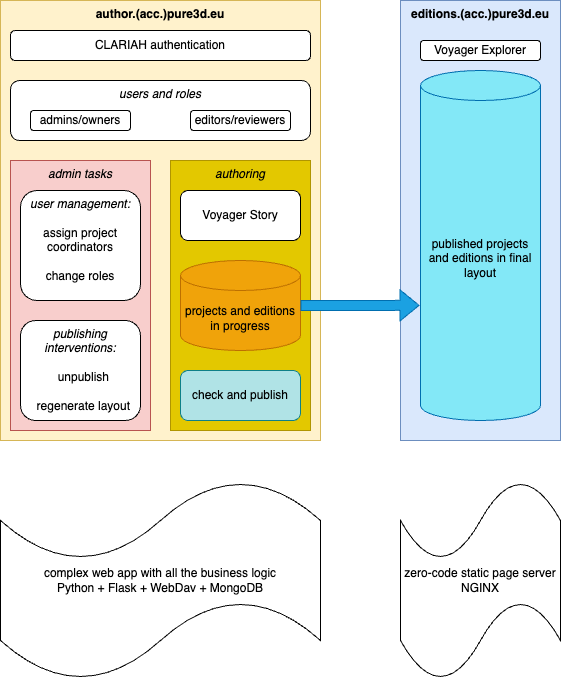 author.(acc.)pure3d.eu
CLARIAH authentication
users and roles
admins/owners
editors/reviewers
admin tasks
user management:
assign project
coordinators
change roles
publishing
interventions:
unpublish
regenerate layout
authoring
Voyager Story
projects and editions
in progress
check and publish
editions.(acc.)pure3d.eu
Voyager Explorer
published projects
and editions in final
layout
complex web app with all the business logic
Python + Flask + WebDav + MongoDB
zero-code static page server
NGINX